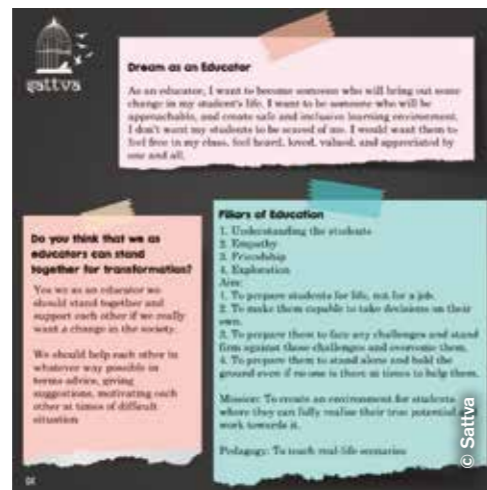 sattva
Dream as an Educator
As an educator, I want to become someone who will bring out some
change in my student's life. I want to be someone who will be
approachable, and create safe and inclusive learning environment.
I don't want my students to be scared of me. I would want them to
feel free in my class, feel heard, loved, valued, and appreciated by
one and all.
Do you think that we as
educators can stand
together for transformation?
Yes we as an educator we
should stand together and
support each other if we really
want a change in the society.
We should help each other in
whatever way possible in
terms advice, giving
suggestions, motivating each
other at times of difficult
situation
Pillars of Education
1. Understanding the students
2. Empathy
3. Friendship
4. Exploration
Aim:
1. To prepare students for life, not for a job.
2. To make them capable to take decisions on their
own.
3. To prepare them to face any challenges and stand
firm against those challenges and overcome them.
4. To prepare them to stand alone and hold the
ground even if no one is there at times to help them.
Mission: To create an environment for students
where they can fully realise their true potential
work towards it.
Pedagogy: To teach real-life scenarios
© Sattva